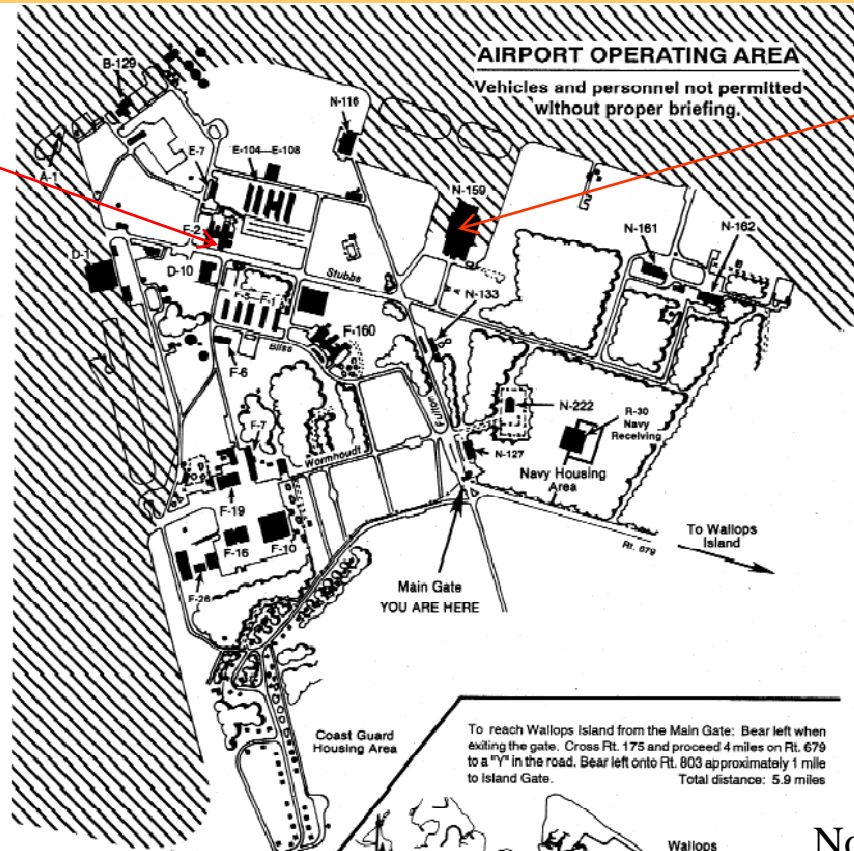 AIRPORT OPERATING AREA
Vehicles and personnel not permitted
without proper briefing.
B-129
N-116
E-7
E-104—E-108
A-1
N-159
F-2
N-161
N-162
D-1
D-10
Stubbs
F-5—F-1
N-133
Bliss
F-160
F-6
Fulton
N-222
R-30
Navy
Receiving
F-7
Wormhoudt
N-127
Navy Housing
Area
F-19
F-16
F-10
To Wallops
Island
Rt. 679
F-26
Main Gate
YOU ARE HERE
Coast Guard
Housing Area
To reach Wallops Island from the Main Gate: Bear left when
exiting the gate. Cross Rt. 175 and proceed 4 miles on Rt. 679
to a "Y" in the road. Bear left onto Rt. 803 approximately 1 mile
to Island Gate.
Total distance: 5.9 miles
Wallops
No